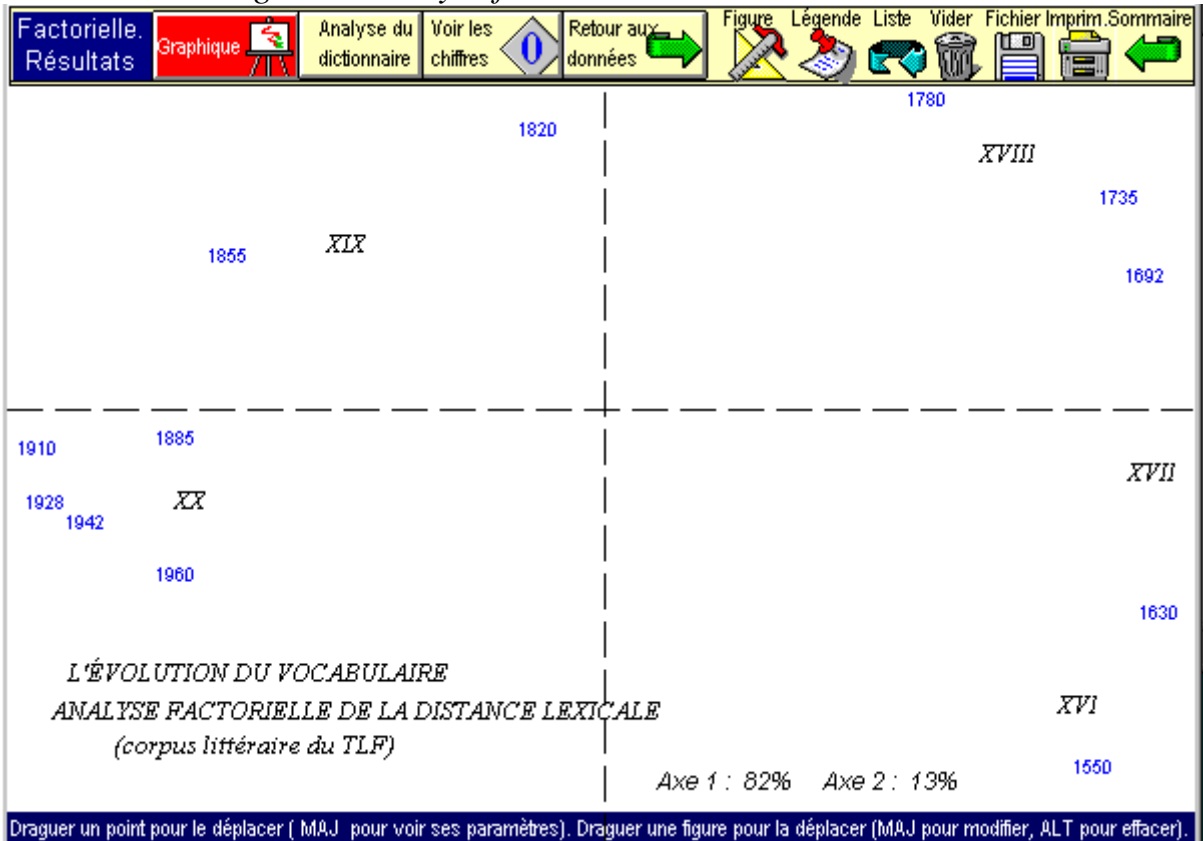 Factorielle.
Résultats
Graphique
Analyse du
dictionnaire
Voir les
chiffres
0
Retour aux
données
Figure Légende Liste Vider Fichier Imprim. Sommaire
1780
1820
XVIII
1735
XIX
1855
1692
1885
1910
XVII
1928
XX
1942
1960
1630
L'ÉVOLUTION DU VOCABULAIRE
ANALYSE FACTORIELLE DE LA DISTANCE LEXICALE
(corpus littéraire du TLF)
XVI
1550
Axe 1 : 82% Axe 2 : 13%
Draguer un point pour le déplacer ( MAJ pour voir ses paramètres). Draguer une figure pour la déplacer (MAJ pour modifier, ALT pour effacer).